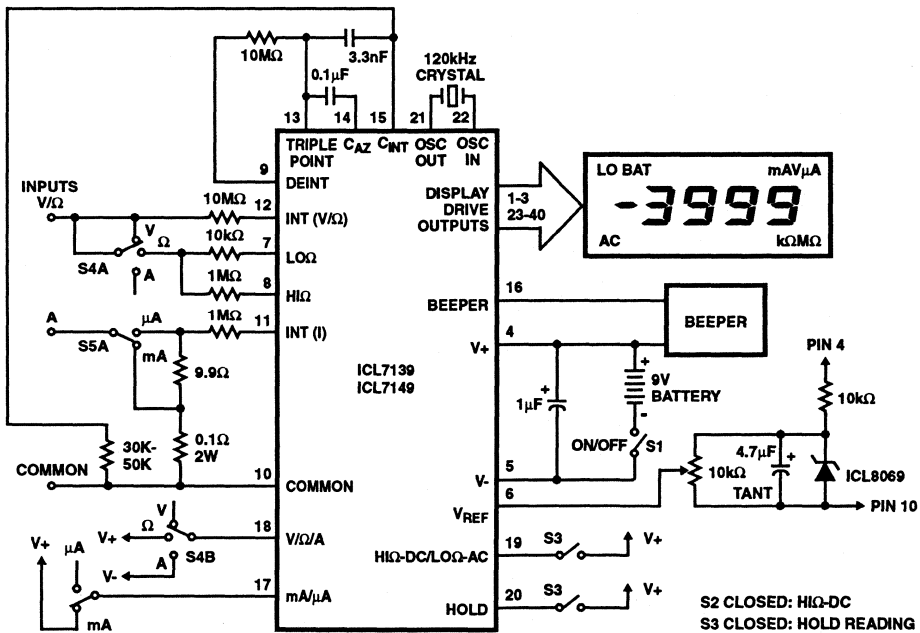 10MΩ
3.3nF
0.1μF
120kHz
CRYSTAL
13
14
15
21
22
TRIPLE
POINT
CAZ
CINT
OSC
OUT
OSC
IN
9
DEINT
INPUTS
V/Ω
10MΩ
12
INT (V/Ω)
V
Ω
S4A
A
10kΩ
7
LOΩ
1MΩ
8
HIΩ
A
S5A
μA
mA
1MΩ
11
INT (I)
9.9Ω
0.1Ω
2W
30K-
50K
COMMON
10
COMMON
V
Ω
V+
18
V/Ω/A
A
S4B
V-
V+
μA
mA
17
mA/μA
ICL7139
ICL7149
DISPLAY
DRIVE
OUTPUTS
1-3
23-40
LO BAT
mAVμA
-3999
AC
kΩMΩ
BEEPER
16
BEEPER
V+
4
1μF
+
+
9V
BATTERY
-
ON/OFF
S1
V-
5
6
VREF
PIN 4
10kΩ
10kΩ
4.7μF
+
TANT
ICL8069
PIN 10
HIΩ-DC/LOΩ-AC
19
S3
V+
HOLD
20
S3
V+
S2 CLOSED: HIΩ-DC
S3 CLOSED: HOLD READING